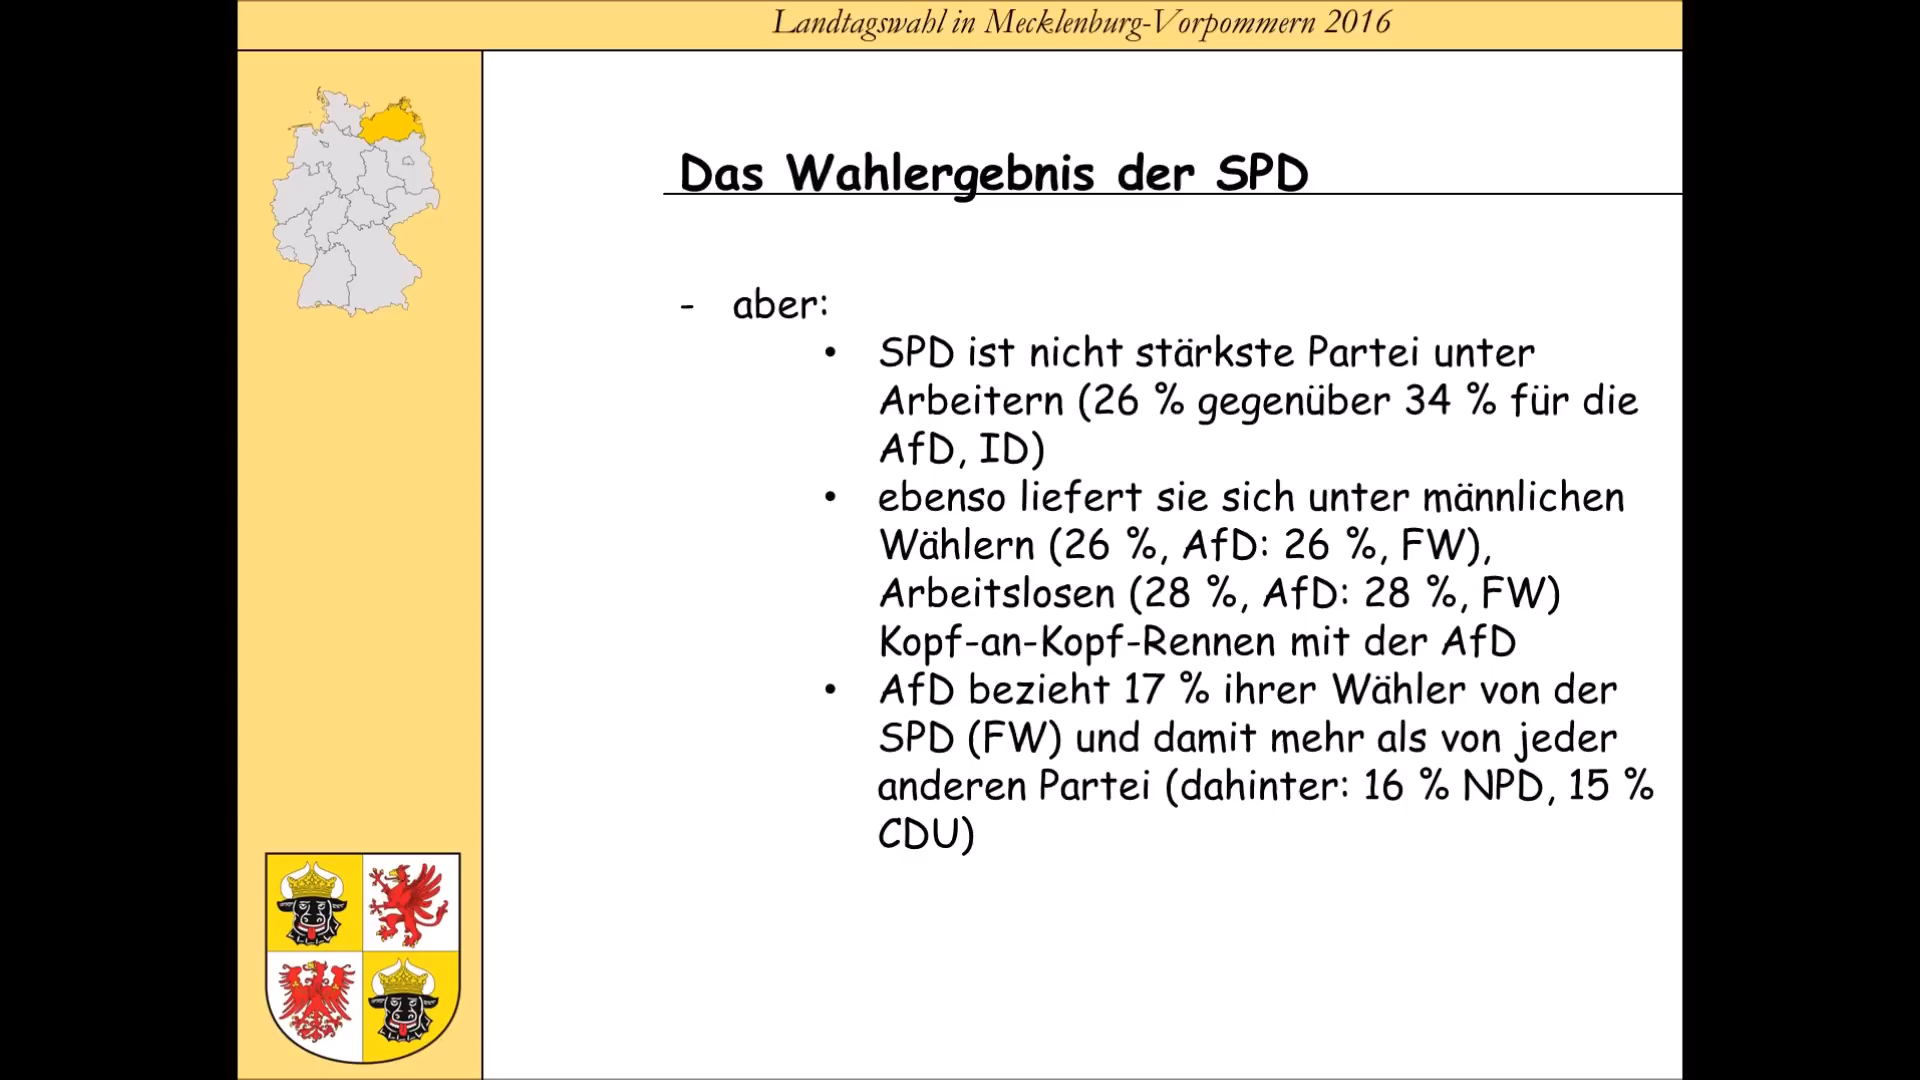 Landtagswahl in Mecklenburg-Vorpommern 2016
Das Wahlergebnis der SPD
- aber:
• SPD ist nicht stärkste Partei unter
Arbeitern (26 % gegenüber 34 % für die
AfD, ID)
• ebenso liefert sie sich unter männlichen
Wählern (26 %, AfD: 26 %, FW),
Arbeitslosen (28 %, AfD: 28 %, FW)
Kopf-an-Kopf-Rennen mit der AfD
• AfD bezieht 17 % ihrer Wähler von der
SPD (FW) und damit mehr als von jeder
anderen Partei (dahinter: 16 % NPD, 15 %
CDU)